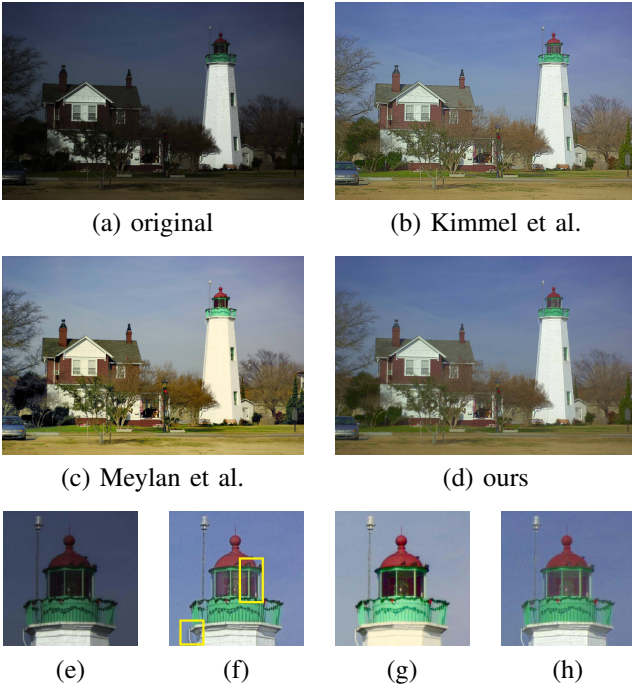 (a) original
(b) Kimmel et al.
(c) Meylan et al.
(d) ours
(e)
(f)
(g)
(h)